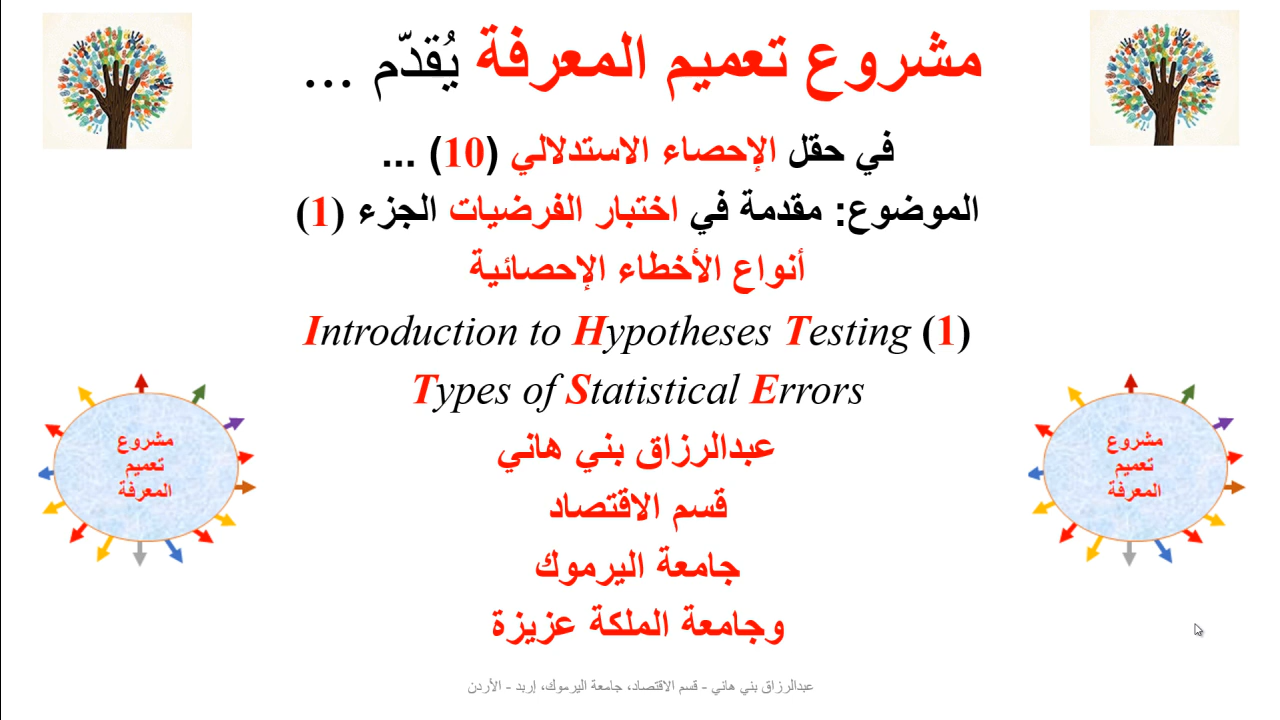 مشروع تعميم المعرفة يُقدّم ...
في حقل الإحصاء الاستدلالي (10) ...
الموضوع: مقدمة في اختبار الفرضيات الجزء (1)
أنواع الأخطاء الإحصائية
Introduction to Hypotheses Testing (1)
Types of Statistical Errors
مشروع
تعميم
المعرفة
مشروع
تعميم
المعرفة
عبدالرزاق بني هاني
قسم الاقتصاد
جامعة اليرموك
وجامعة الملكة عزيزة
عبدالرزاق بني هاني - قسم الاقتصاد، جامعة اليرموك، إربد - الأردن